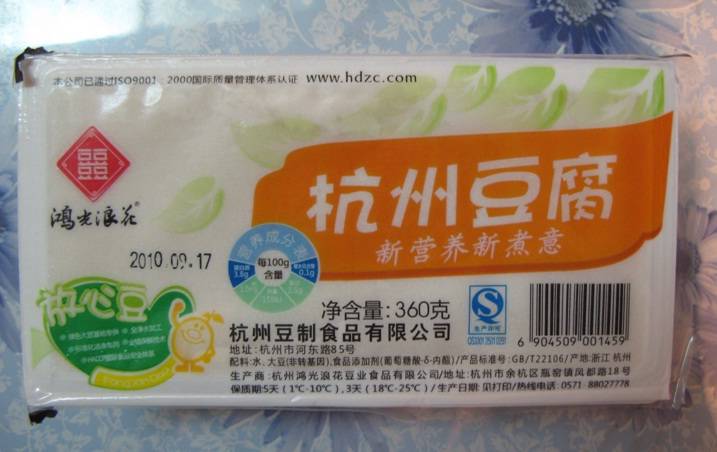 本公司已通过ISO9001：2000国际质量管理体系认证 www.hdzc.com
鸿光浪花®
杭州豆腐
新营养新煮意
2010.09.17
营养成分表
每100g
含量
放心豆
净含量: 360克
杭州豆制食品有限公司
地址: 杭州市河东路85号
配料: 水、大豆(非转基因)、食品添加剂(葡萄糖酸-δ-内酯)/产品标准号: GB/T22106/产地: 浙江 杭州
生产商: 杭州鸿光浪花豆业食品有限公司/地址: 杭州市余杭区瓶窑镇凤都路18号
保质期: 5天 (1℃-10℃), 3天 (18℃-25℃) / 生产日期: 见打印/热线电话: 0571-88027778
QS
生产许可
6 904509 001459